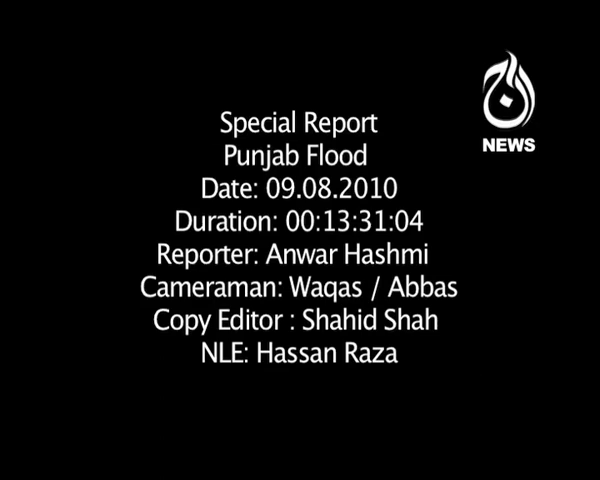 آج
NEWS
Special Report
Punjab Flood
Date: 09.08.2010
Duration: 00:13:31:04
Reporter: Anwar Hashmi
Cameraman: Waqas / Abbas
Copy Editor : Shahid Shah
NLE: Hassan Raza